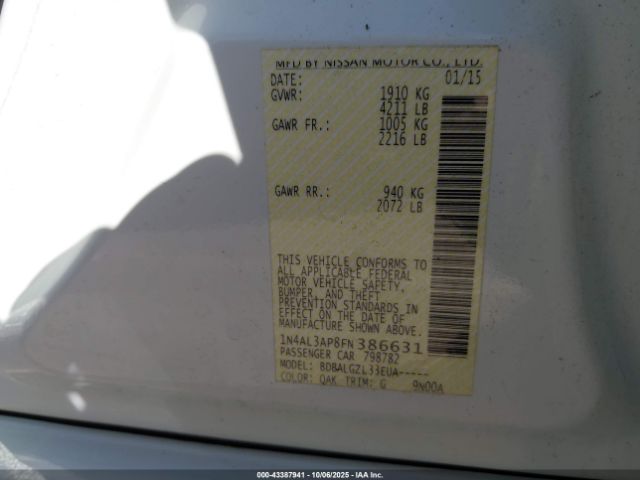 MFD BY NISSAN MOTOR CO., LTD.
DATE: 01/15
GVWR: 1910 KG
4211 LB
GAWR FR.: 1005 KG
2216 LB
GAWR RR.: 940 KG
2072 LB
THIS VEHICLE CONFORMS TO
ALL APPLICABLE FEDERAL
MOTOR VEHICLE SAFETY,
BUMPER, AND THEFT
PREVENTION STANDARDS IN
EFFECT ON THE DATE OF
MANUFACTURE SHOWN ABOVE.
1N4AL3AP8FN386631
PASSENGER CAR 798782
MODEL: BDBALGZL33EUA-----
COLOR: QAK TRIM: G 9N00A
000-43387941 - 10/06/2025 - IAA Inc.